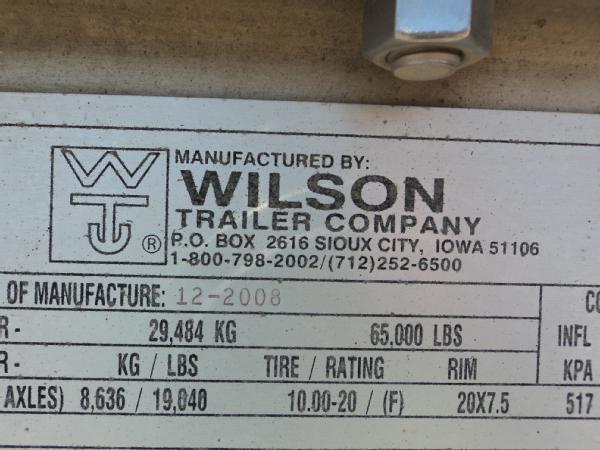 WTC ®
MANUFACTURED BY:
WILSON
TRAILER COMPANY
P.O. BOX 2616 SIOUX CITY, IOWA 51106
1-800-798-2002/(712)252-6500
OF MANUFACTURE: 12-2008 CO
R- 29,484 KG 65,000 LBS INFL
R- KG / LBS TIRE / RATING RIM KPA
AXLES) 8,636 / 19,040 10.00-20 / (F) 20X7.5 517